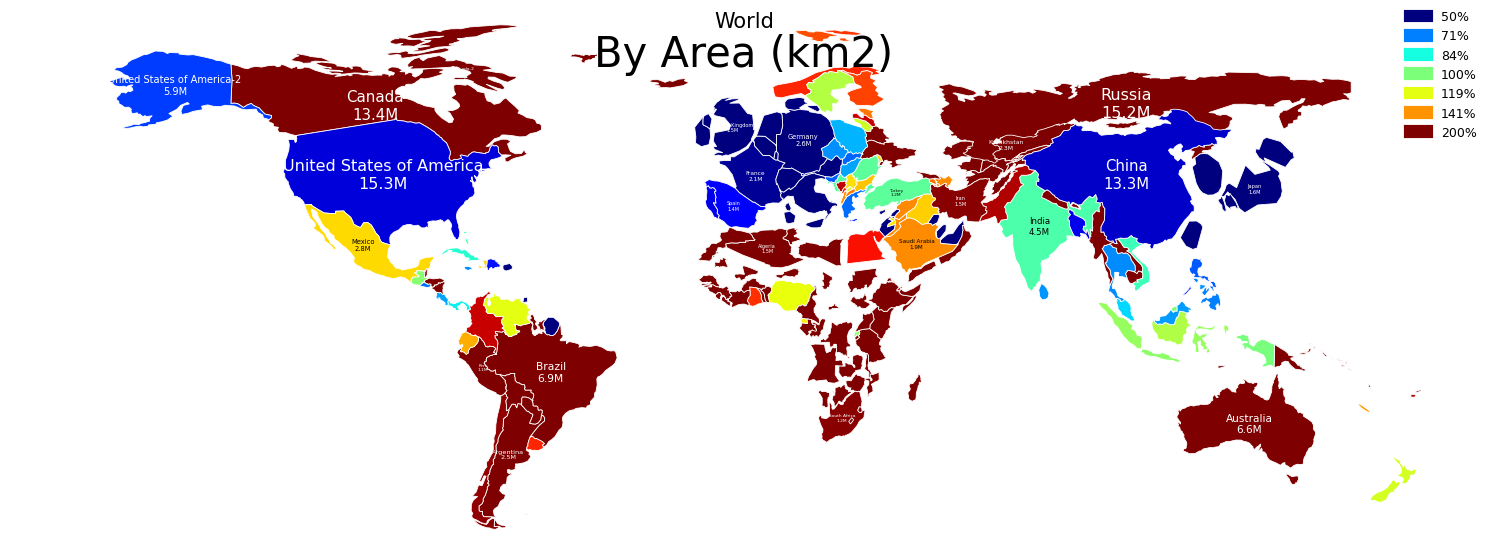 World
By Area (km2)
50%
71%
84%
100%
119%
141%
200%
United States of America-2
5.9M
Canada
13.4M
Russia
15.2M
United States of America
15.3M
Kingdom
Germany
2.6M
France
2.1M
Spain
1.4M
Kazakhstan
2.3M
China
13.3M
Japan
1.6M
Turkey
1.2M
Iran
1.5M
India
4.5M
Mexico
2.8M
Algeria
1.5M
Saudi Arabia
1.9M
Brazil
6.9M
1.1M
South Africa
1.2M
Argentina
2.5M
Australia
6.6M